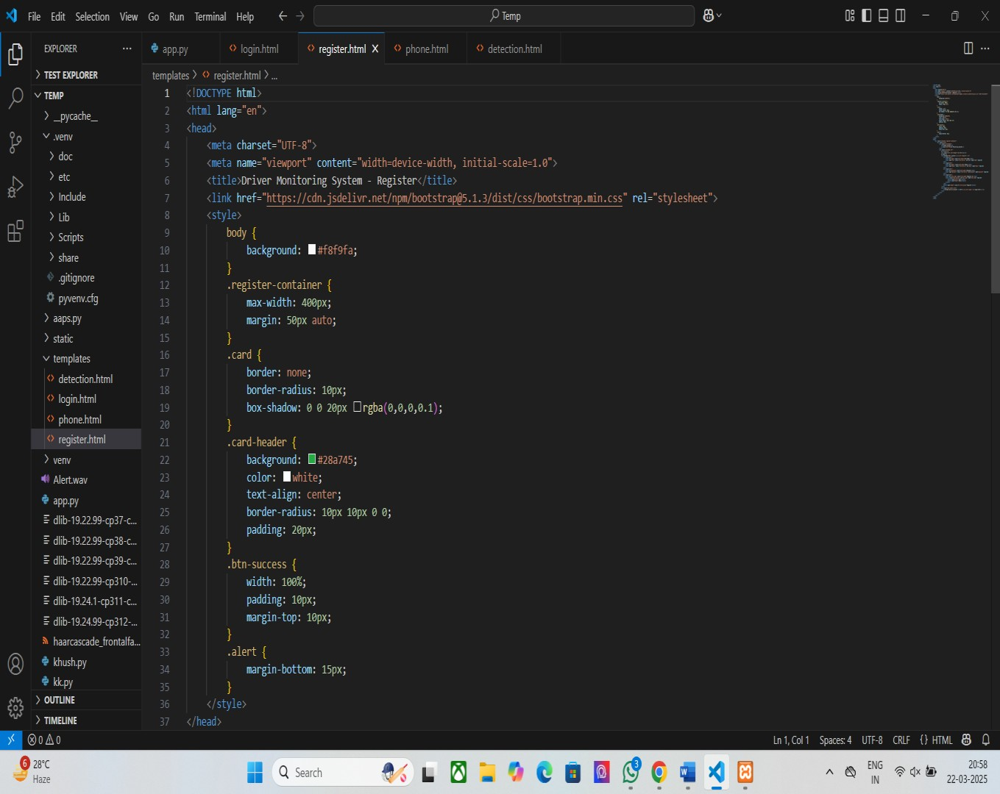 File Edit Selection View Go Run Terminal Help
Temp
EXPLORER
TEST EXPLORER
TEMP
__pycache__
.venv
doc
etc
Include
Lib
Scripts
share
.gitignore
pyvenv.cfg
aaps.py
static
templates
detection.html
login.html
phone.html
register.html
venv
Alert.wav
app.py
dlib-19.22.99-cp37-c...
dlib-19.22.99-cp38-c...
dlib-19.22.99-cp39-c...
dlib-19.22.99-cp310-...
dlib-19.24.1-cp311-c...
dlib-19.24.99-cp312-...
haarcascade_frontalfa...
khush.py
kk.py
OUTLINE
TIMELINE
app.py login.html register.html phone.html detection.html
templates > register.html > ...
1 <!DOCTYPE html>
2 <html lang="en">
3 <head>
4 <meta charset="UTF-8">
5 <meta name="viewport" content="width=device-width, initial-scale=1.0">
6 <title>Driver Monitoring System - Register</title>
7 <link href="https://cdn.jsdelivr.net/npm/bootstrap@5.1.3/dist/css/bootstrap.min.css" rel="stylesheet">
8 <style>
9 body {
10 background: #f8f9fa;
11 }
12 .register-container {
13 max-width: 400px;
14 margin: 50px auto;
15 }
16 .card {
17 border: none;
18 border-radius: 10px;
19 box-shadow: 0 0 20px rgba(0,0,0,0.1);
20 }
21 .card-header {
22 background: #28a745;
23 color: white;
24 text-align: center;
25 border-radius: 10px 10px 0 0;
26 padding: 20px;
27 }
28 .btn-success {
29 width: 100%;
30 padding: 10px;
31 margin-top: 10px;
32 }
33 .alert {
34 margin-bottom: 15px;
35 }
36 </style>
37 </head>
0 0
Ln 1, Col 1 Spaces: 4 UTF-8 CRLF {} HTML
6 28°C
Haze
Search
3
ENG
IN
20:58
22-03-2025